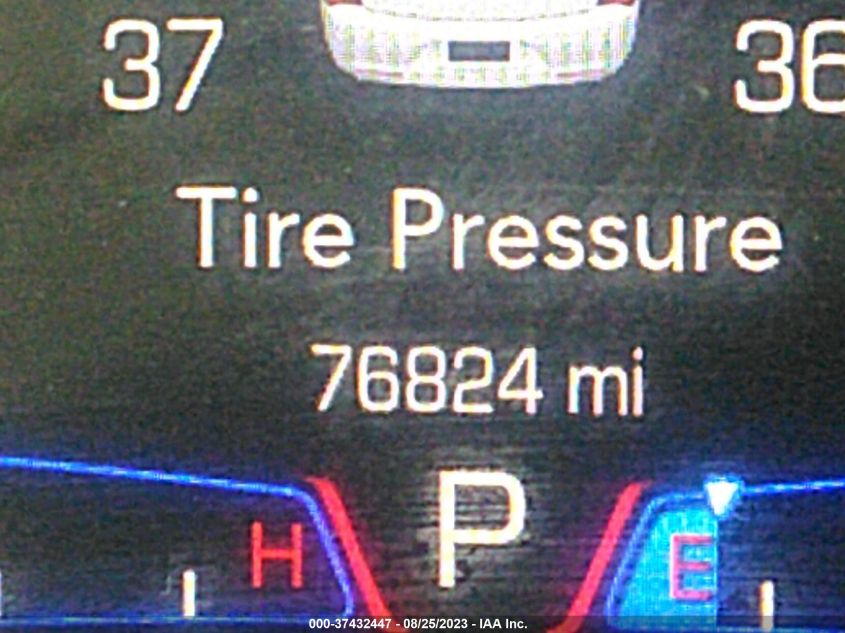 37 36
Tire Pressure
76824 mi
P
H E
000-37432447 - 08/25/2023 - IAA Inc.